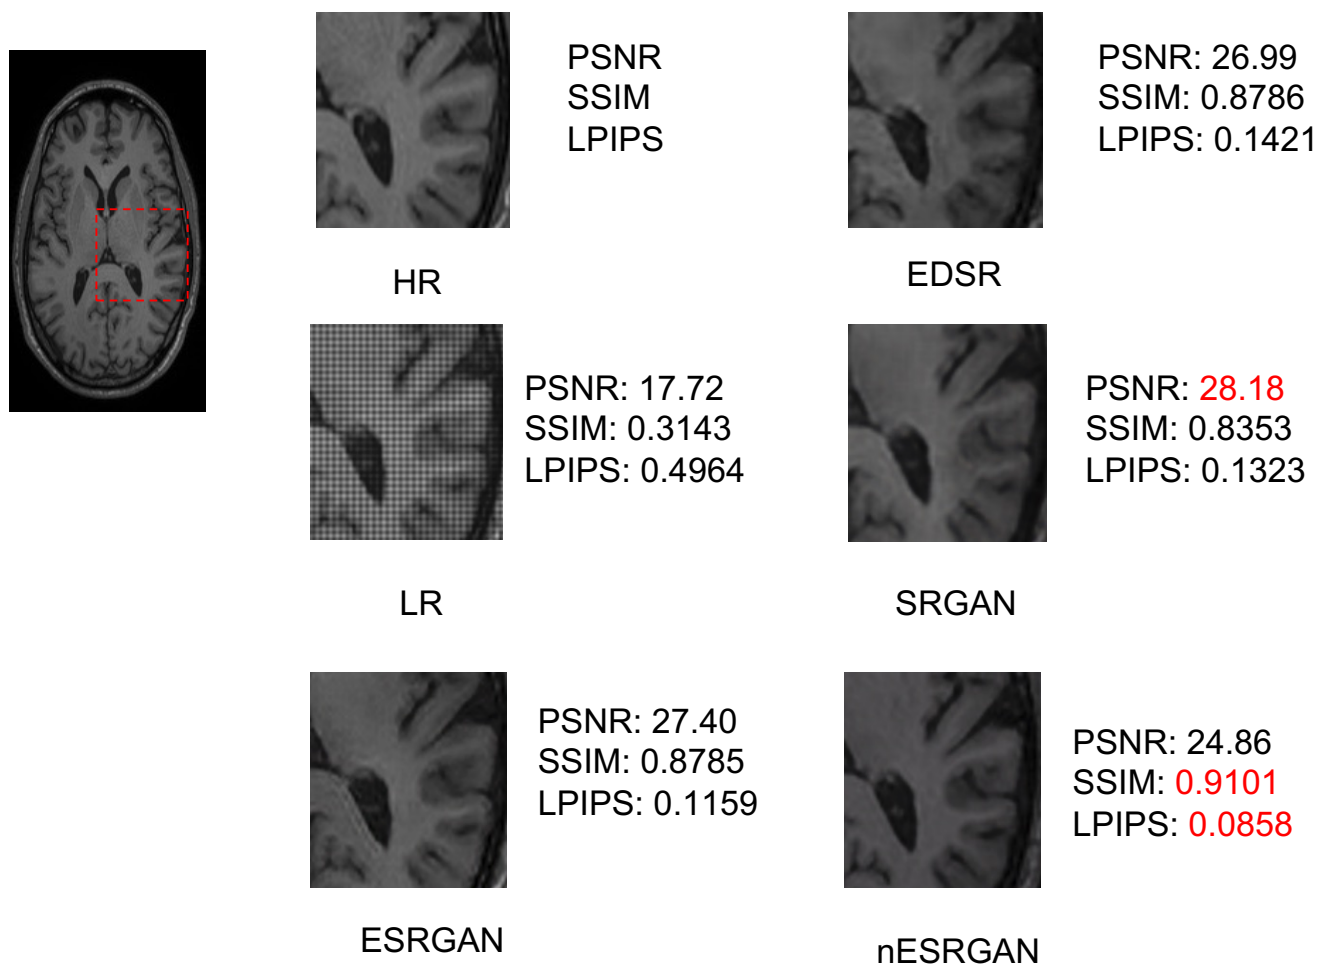 PSNR
SSIM
LPIPS
HR
PSNR: 26.99
SSIM: 0.8786
LPIPS: 0.1421
EDSR
PSNR: 17.72
SSIM: 0.3143
LPIPS: 0.4964
LR
PSNR: 28.18
SSIM: 0.8353
LPIPS: 0.1323
SRGAN
PSNR: 27.40
SSIM: 0.8785
LPIPS: 0.1159
ESRGAN
PSNR: 24.86
SSIM: 0.9101
LPIPS: 0.0858
nESRGAN